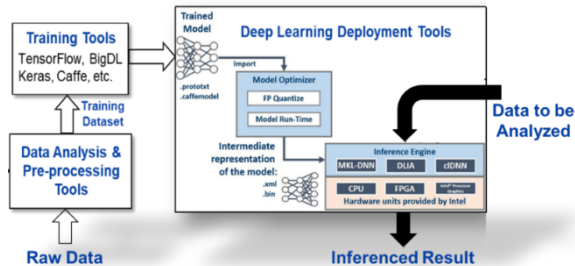 Training Tools
TensorFlow, BigDL
Keras, Caffe, etc.
Training
Dataset
Data Analysis &
Pre-processing
Tools
Raw Data
Trained
Model
.prototxt
.caffemodel
Deep Learning Deployment Tools
Import
Model Optimizer
FP Quantize
Model Run-Time
Intermediate
representation
of the model:
.xml
.bin
Inference Engine
MKL-DNN DLIA clDNN
CPU FPGA Intel® Processor
Graphics
Hardware units provided by Intel
Data to be
Analyzed
Inferenced Result